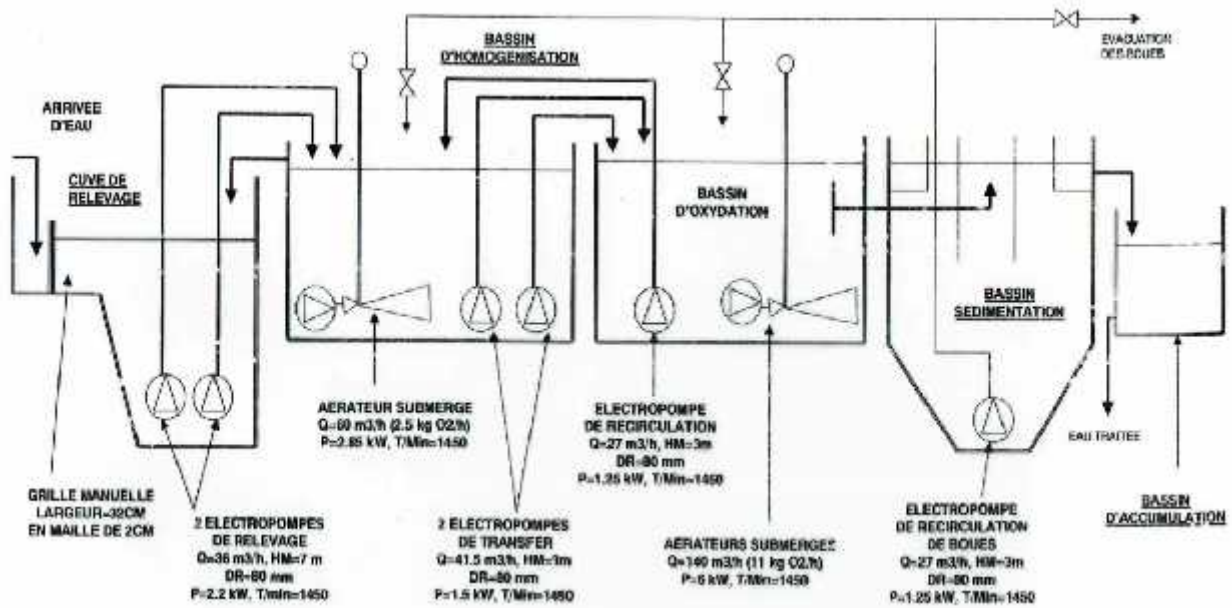 BASSIN
D'HOMOGENISATION
EVACUATION
DES BOUES
ARRIVEE
D'EAU
CUVE DE
RELEVAGE
BASSIN
D'OXYDATION
BASSIN
SEDIMENTATION
AERATEUR SUBMERGE
Q=60 m3/h (2.5 kg O2/h)
P=2.85 kW, T/Min=1450
ELECTROPOMPE
DE RECIRCULATION
Q=27 m3/h, HM=3m
DR=80 mm
P=1.25 kW, T/Min=1450
EAU TRAITEE
GRILLE MANUELLE
LARGEUR=32CM
EN MAILLE DE 2CM
2 ELECTROPOMPES
DE RELEVAGE
Q=36 m3/h, HM=7 m
DR=80 mm
P=2.2 kW, T/min=1450
2 ELECTROPOMPES
DE TRANSFER
Q=41.5 m3/h,
DR=80 mm
P=1.5 kW, T/Min=1450
AERATEURS SUBMERGES
Q=140 m3/h (11 kg O2/h)
P=6 kW, T/Min=1450
ELECTROPOMPE
DE RECIRCULATION
DE BOUES
Q=27 m3/h, HM=3m
DR=80 mm
P=1.25 kW, T/Min=1450
BASSIN
D'ACCUMULATION